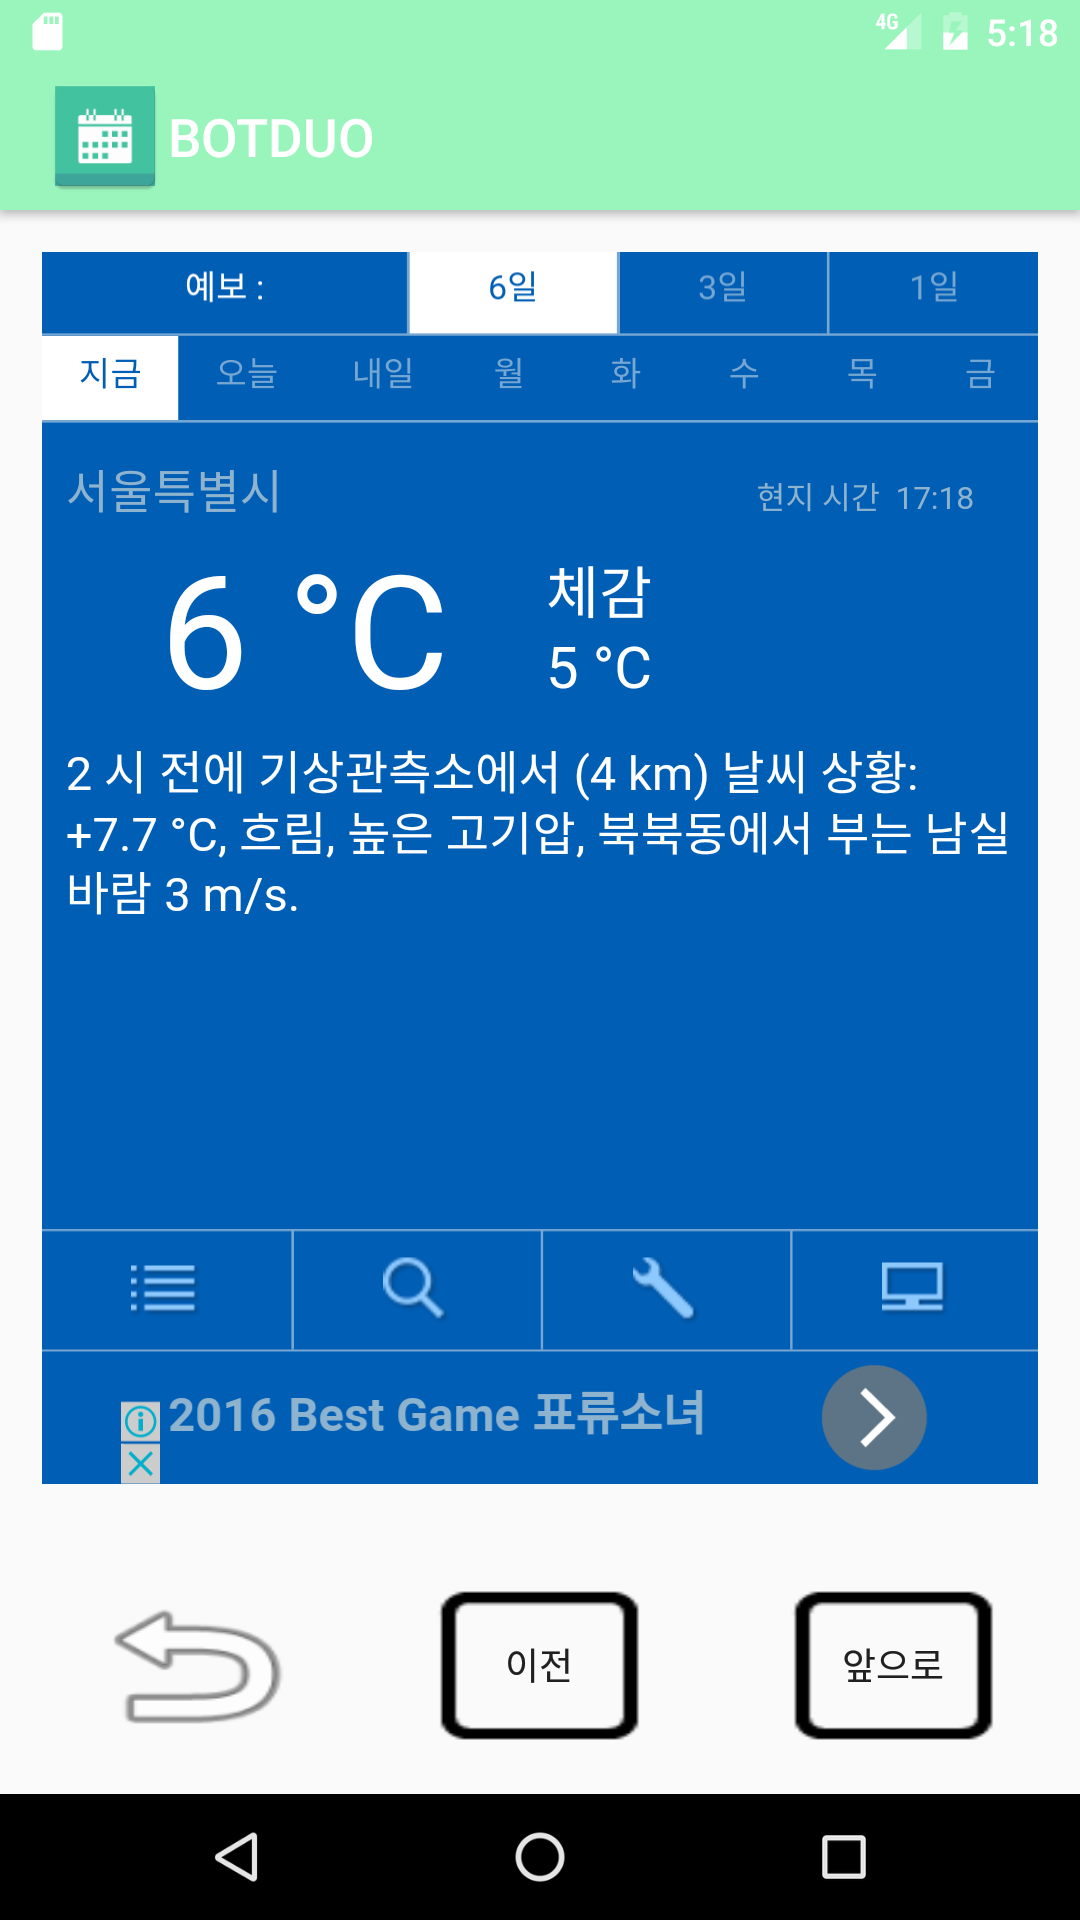 4G 5:18
BOTDUO
예보 : 6일 3일 1일
지금 오늘 내일 월 화 수 목 금
서울특별시 현지 시간 17:18
6 °C 체감
5 °C
2 시 전에 기상관측소에서 (4 km) 날씨 상황:
+7.7 °C, 흐림, 높은 고기압, 북북동에서 부는 남실
바람 3 m/s.
2016 Best Game 표류소녀
이전 앞으로